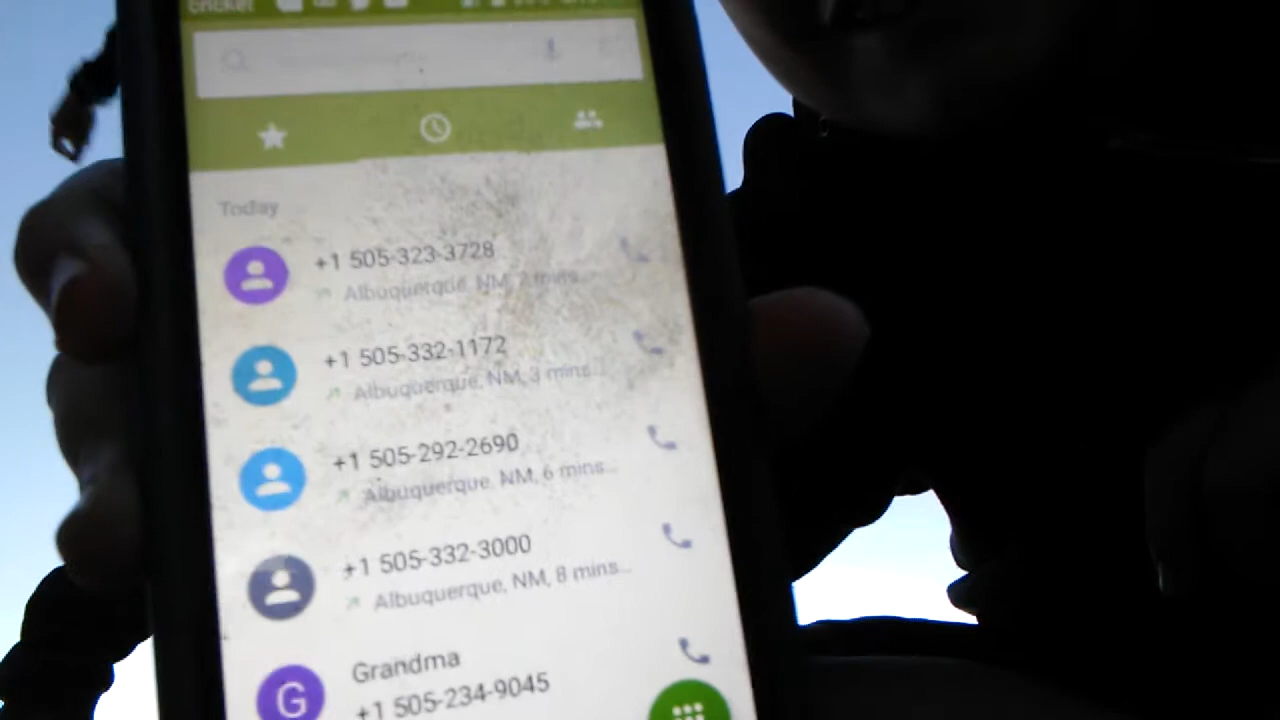 cricket
Today
+1 505-323-3728
Albuquerque, NM, 2 mins...
+1 505-332-1172
Albuquerque, NM, 3 mins...
+1 505-292-2690
Albuquerque, NM, 6 mins...
+1 505-332-3000
Albuquerque, NM, 8 mins...
Grandma
G
+1 505-234-9045